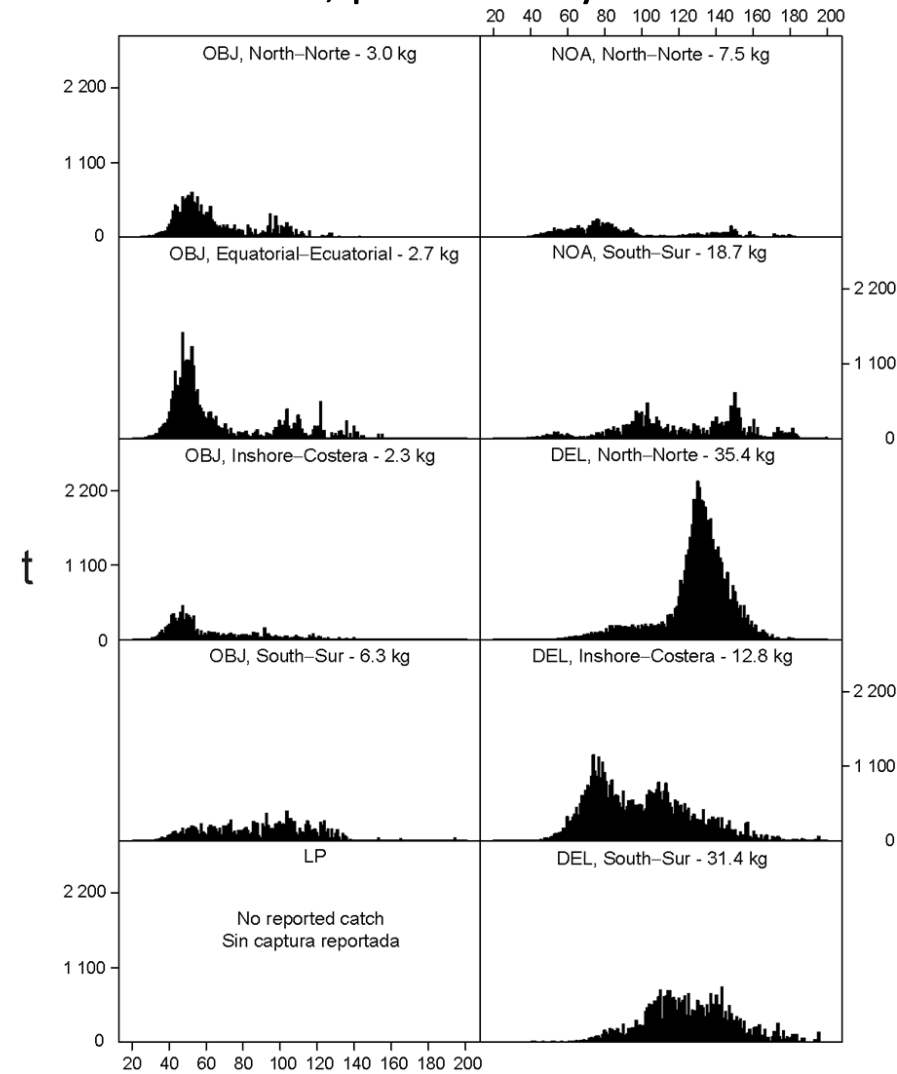 20 40 60 80 100 120 140 160 180 200
OBJ, North–Norte - 3.0 kg
NOA, North–Norte - 7.5 kg
2 200
1 100
0
OBJ, Equatorial–Ecuatorial - 2.7 kg
NOA, South–Sur - 18.7 kg
2 200
1 100
0
OBJ, Inshore–Costera - 2.3 kg
DEL, North–Norte - 35.4 kg
2 200
t
1 100
0
OBJ, South–Sur - 6.3 kg
DEL, Inshore–Costera - 12.8 kg
2 200
1 100
0
LP
DEL, South–Sur - 31.4 kg
2 200
No reported catch
Sin captura reportada
1 100
0
20 40 60 80 100 120 140 160 180 200